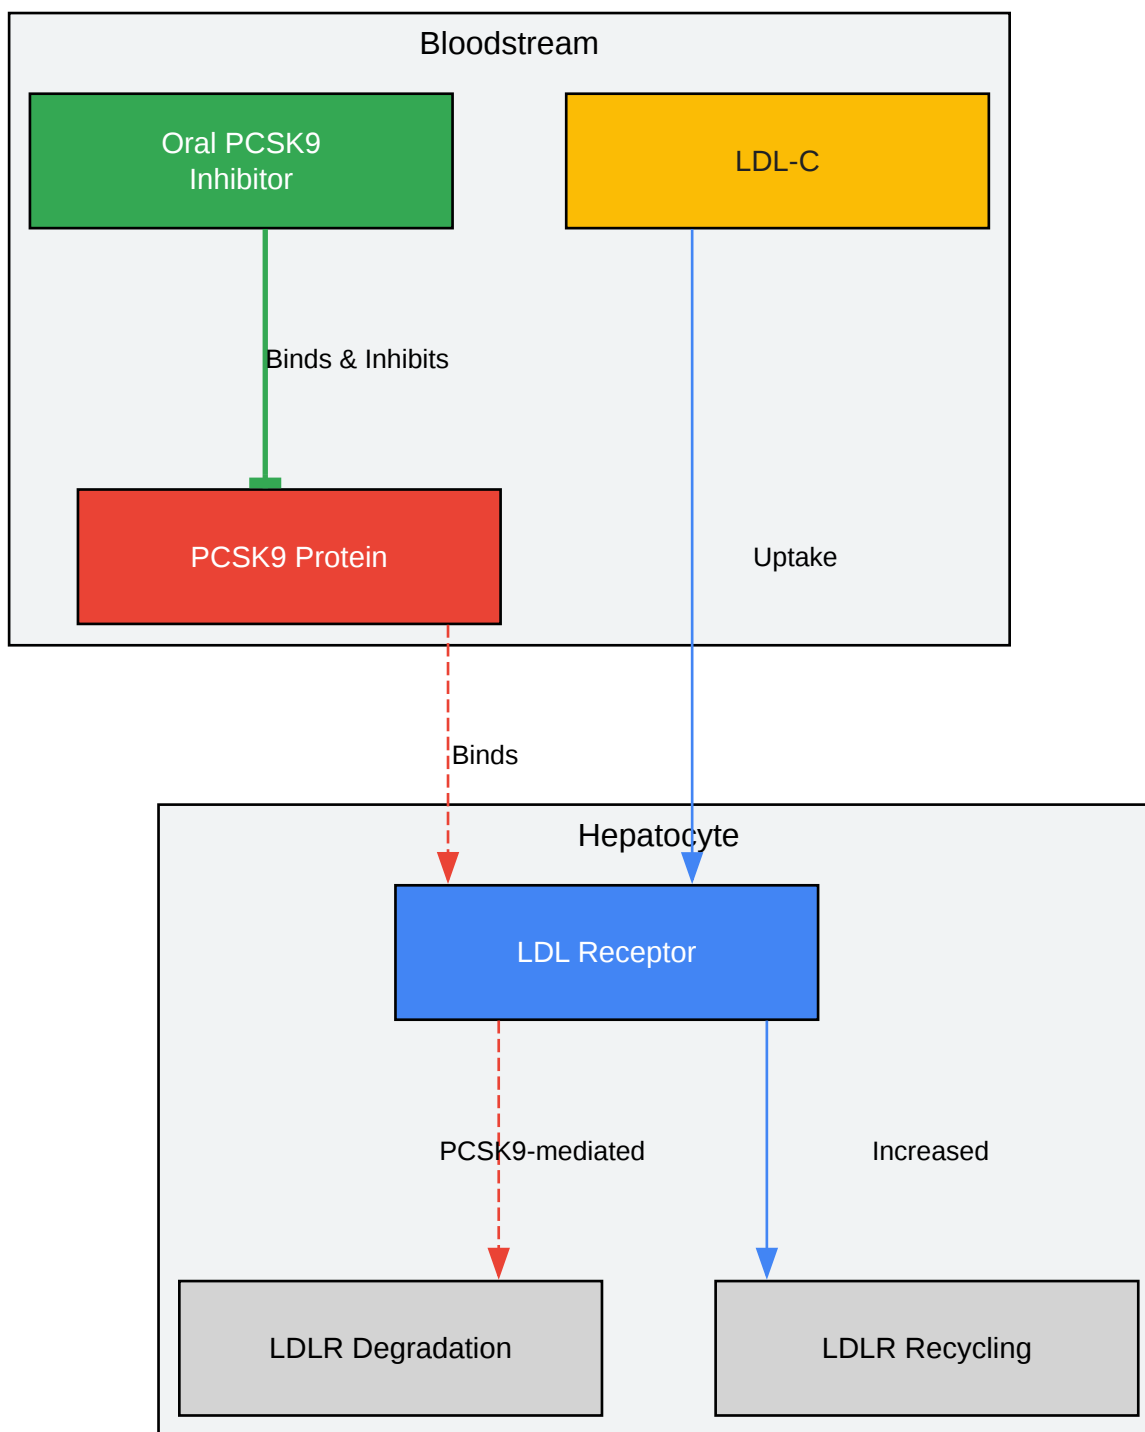 Bloodstream
Oral PCSK9
Inhibitor
LDL-C
Binds & Inhibits
PCSK9 Protein
Uptake
Binds
Hepatocyte
LDL Receptor
PCSK9-mediated
Increased
LDLR Degradation
LDLR Recycling